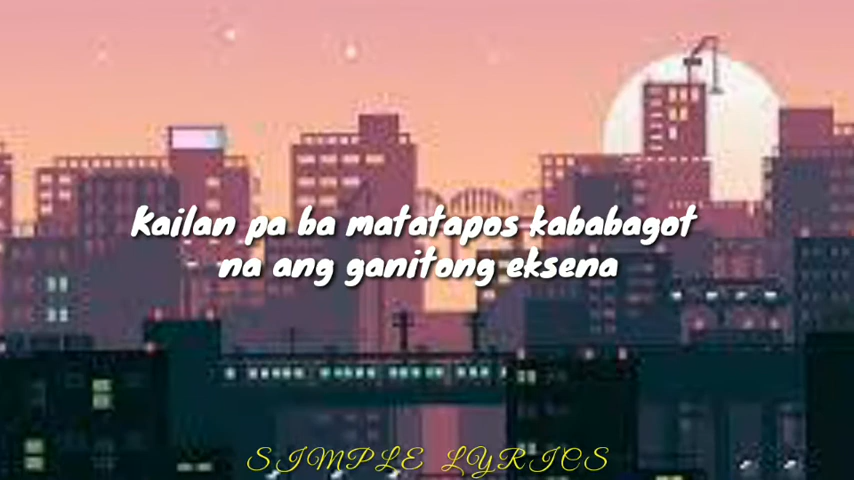 Kailan pa ba matatapos kababagot
na ang ganitong eksena
SIMPLE LYRICS